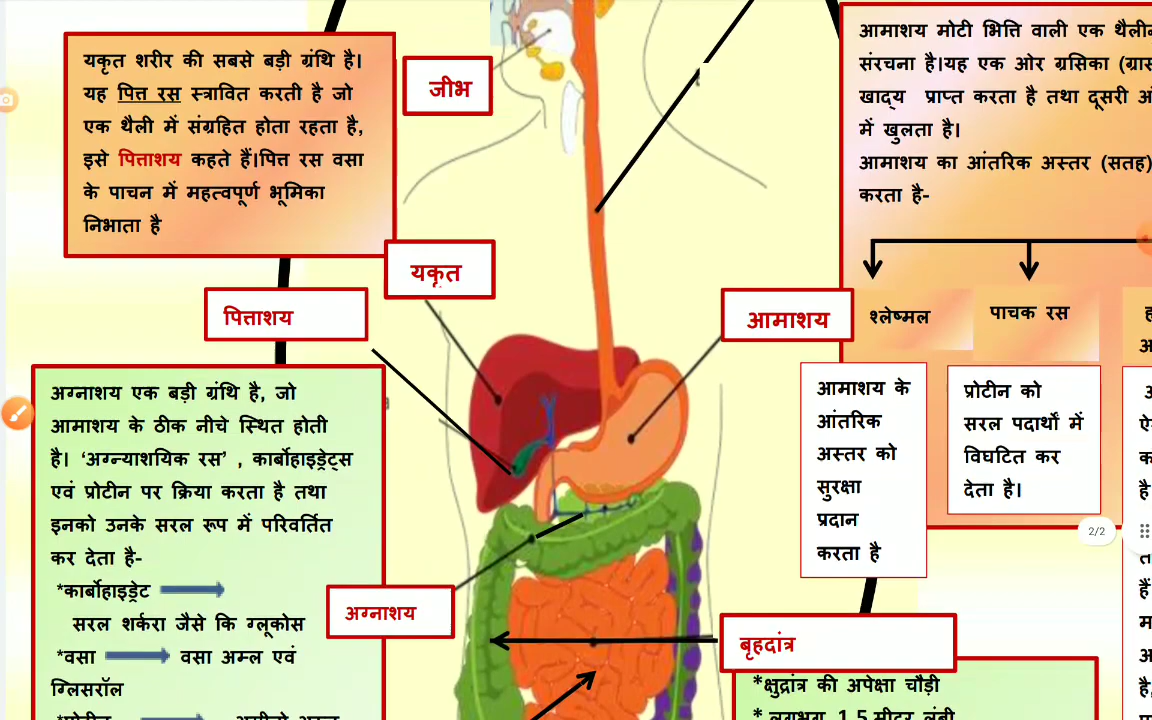 यकृत शरीर की सबसे बड़ी ग्रंथि है।
यह पित्त रस स्त्रावित करती है जो
एक थैली में संग्रहित होता रहता है,
इसे पित्ताशय कहते हैं।पित्त रस वसा
के पाचन में महत्वपूर्ण भूमिका
निभाता है
जीभ
यकृत
पित्ताशय
अग्नाशय एक बड़ी ग्रंथि है, जो
आमाशय के ठीक नीचे स्थित होती
है। ‘अग्न्याशयिक रस’ , कार्बोहाइड्रेट्स
एवं प्रोटीन पर क्रिया करता है तथा
इनको उनके सरल रूप में परिवर्तित
कर देता है-
*कार्बोहाइड्रेट
सरल शर्करा जैसे कि ग्लूकोस
*वसा वसा अम्ल एवं
ग्लिसरॉल
अग्नाशय
आमाशय
आमाशय मोटी भित्ति वाली एक
संरचना है।यह एक ओर ग्रसिका
खाद्य प्राप्त करता है तथा दूसरी
में खुलता है।
आमाशय का आंतरिक अस्तर (सतह)
करता है-
श्लेष्मल
पाचक रस
आमाशय के
आंतरिक
अस्तर को
सुरक्षा
प्रदान
करता है
प्रोटीन को
सरल पदार्थों में
विघटित कर
देता है।
2/2
बृहदांत्र
*क्षुद्रांत्र की अपेक्षा चौड़ी
* लगभग 1.5 मीटर लंबी